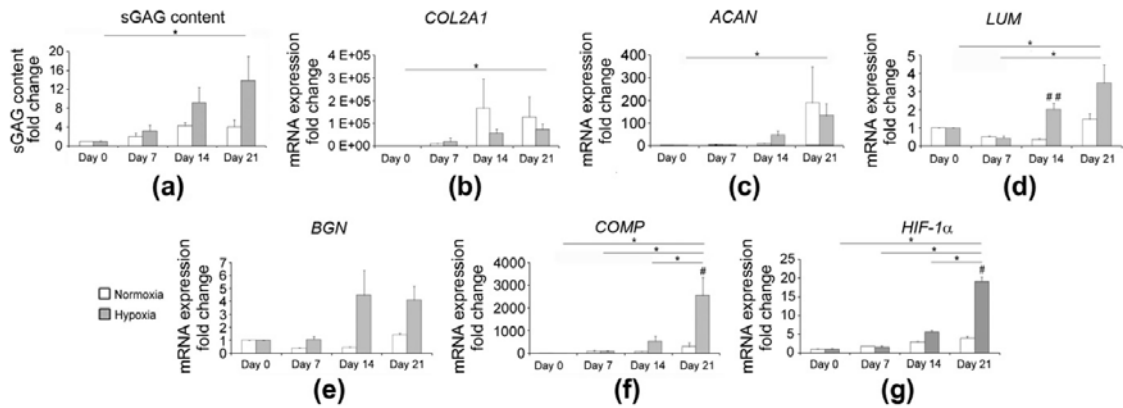 sGAG content
sGAG content
fold change
20
16
12
8
4
0
Day 0 Day 7 Day 14 Day 21
*
(a)
COL2A1
mRNA expression
fold change
4 E+05
3 E+05
2 E+05
1 E+05
1 E+05
0 E+00
Day 0 Day 7 Day 14 Day 21
*
(b)
ACAN
mRNA expression
fold change
400
300
200
100
0
Day 0 Day 7 Day 14 Day 21
*
(c)
LUM
mRNA expression
fold change
5
4
3
2
1
0
Day 0 Day 7 Day 14 Day 21
*
*
##
(d)
Normoxia
Hypoxia
BGN
mRNA expression
fold change
7
6
5
4
3
2
1
0
Day 0 Day 7 Day 14 Day 21
(e)
COMP
mRNA expression
fold change
4000
3000
2000
1000
0
Day 0 Day 7 Day 14 Day 21
*
*
*
#
(f)
HIF-1α
mRNA expression
fold change
25
20
15
10
5
0
Day 0 Day 7 Day 14 Day 21
*
*
*
#
(g)